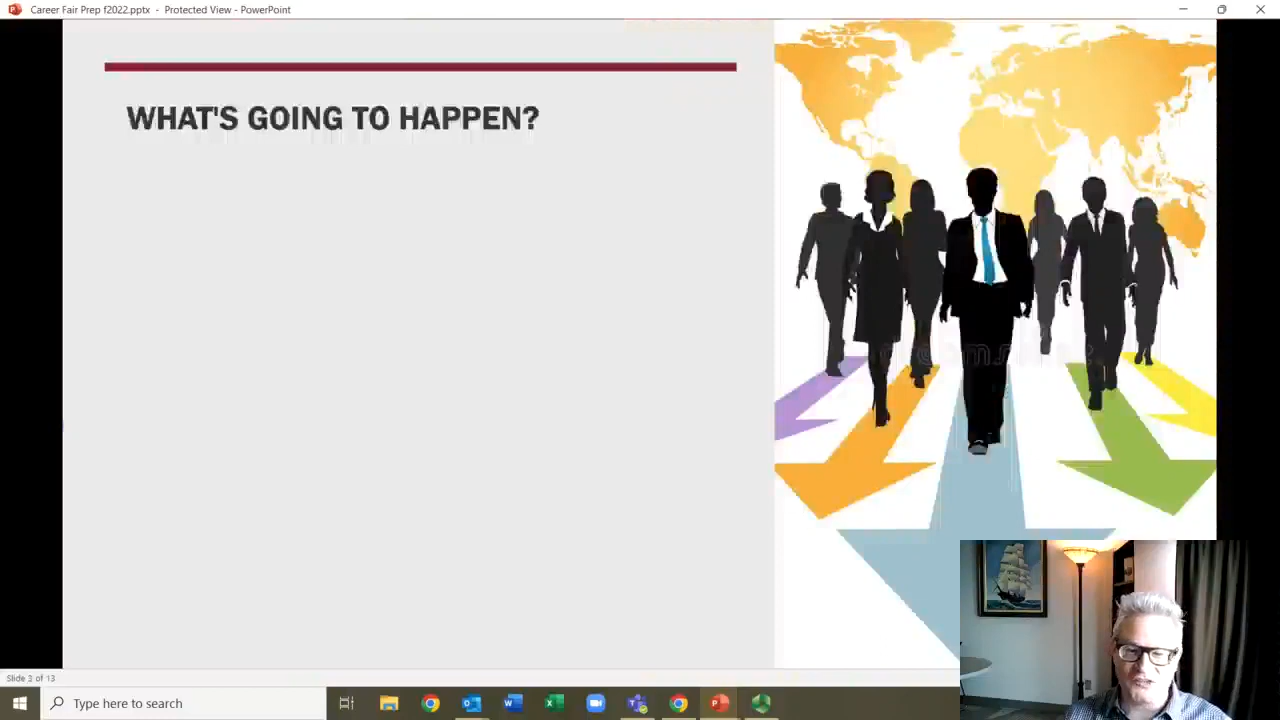 Career Fair Prep f2022.pptx - Protected View - PowerPoint
WHAT'S GOING TO HAPPEN?
Slide 3 of 13
Type here to search